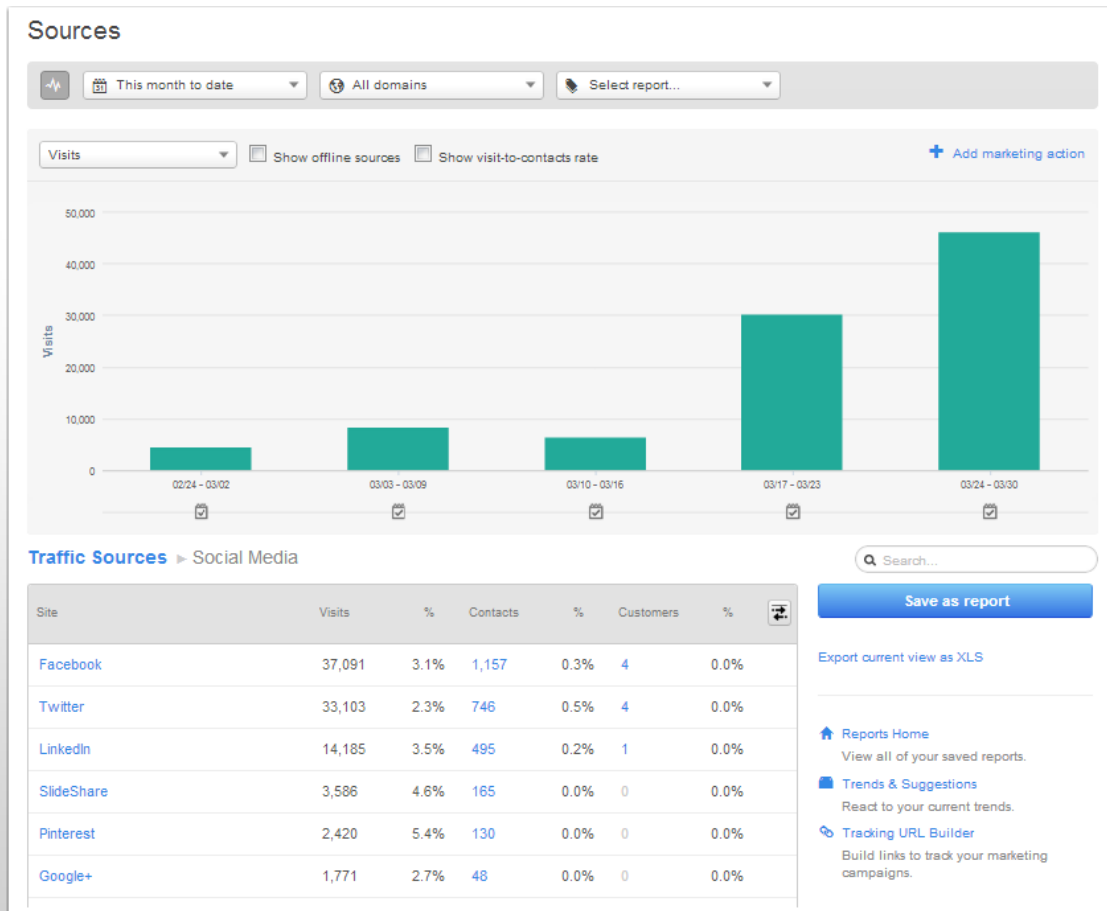 Sources
31 This month to date All domains Select report...
Visits Show offline sources Show visit-to-contacts rate Add marketing action
50,000
40,000
30,000
20,000
10,000
0
Visits
02/24 - 03/02 03/03 - 03/09 03/10 - 03/16 03/17 - 03/23 03/24 - 03/30
Traffic Sources ▸ Social Media
Search...
Site Visits % Contacts % Customers %
Facebook 37,091 3.1% 1,157 0.3% 4 0.0%
Twitter 33,103 2.3% 746 0.5% 4 0.0%
LinkedIn 14,185 3.5% 495 0.2% 1 0.0%
SlideShare 3,586 4.6% 165 0.0% 0 0.0%
Pinterest 2,420 5.4% 130 0.0% 0 0.0%
Google+ 1,771 2.7% 48 0.0% 0 0.0%
Save as report
Export current view as XLS
Reports Home
View all of your saved reports.
Trends & Suggestions
React to your current trends.
Tracking URL Builder
Build links to track your marketing
campaigns.